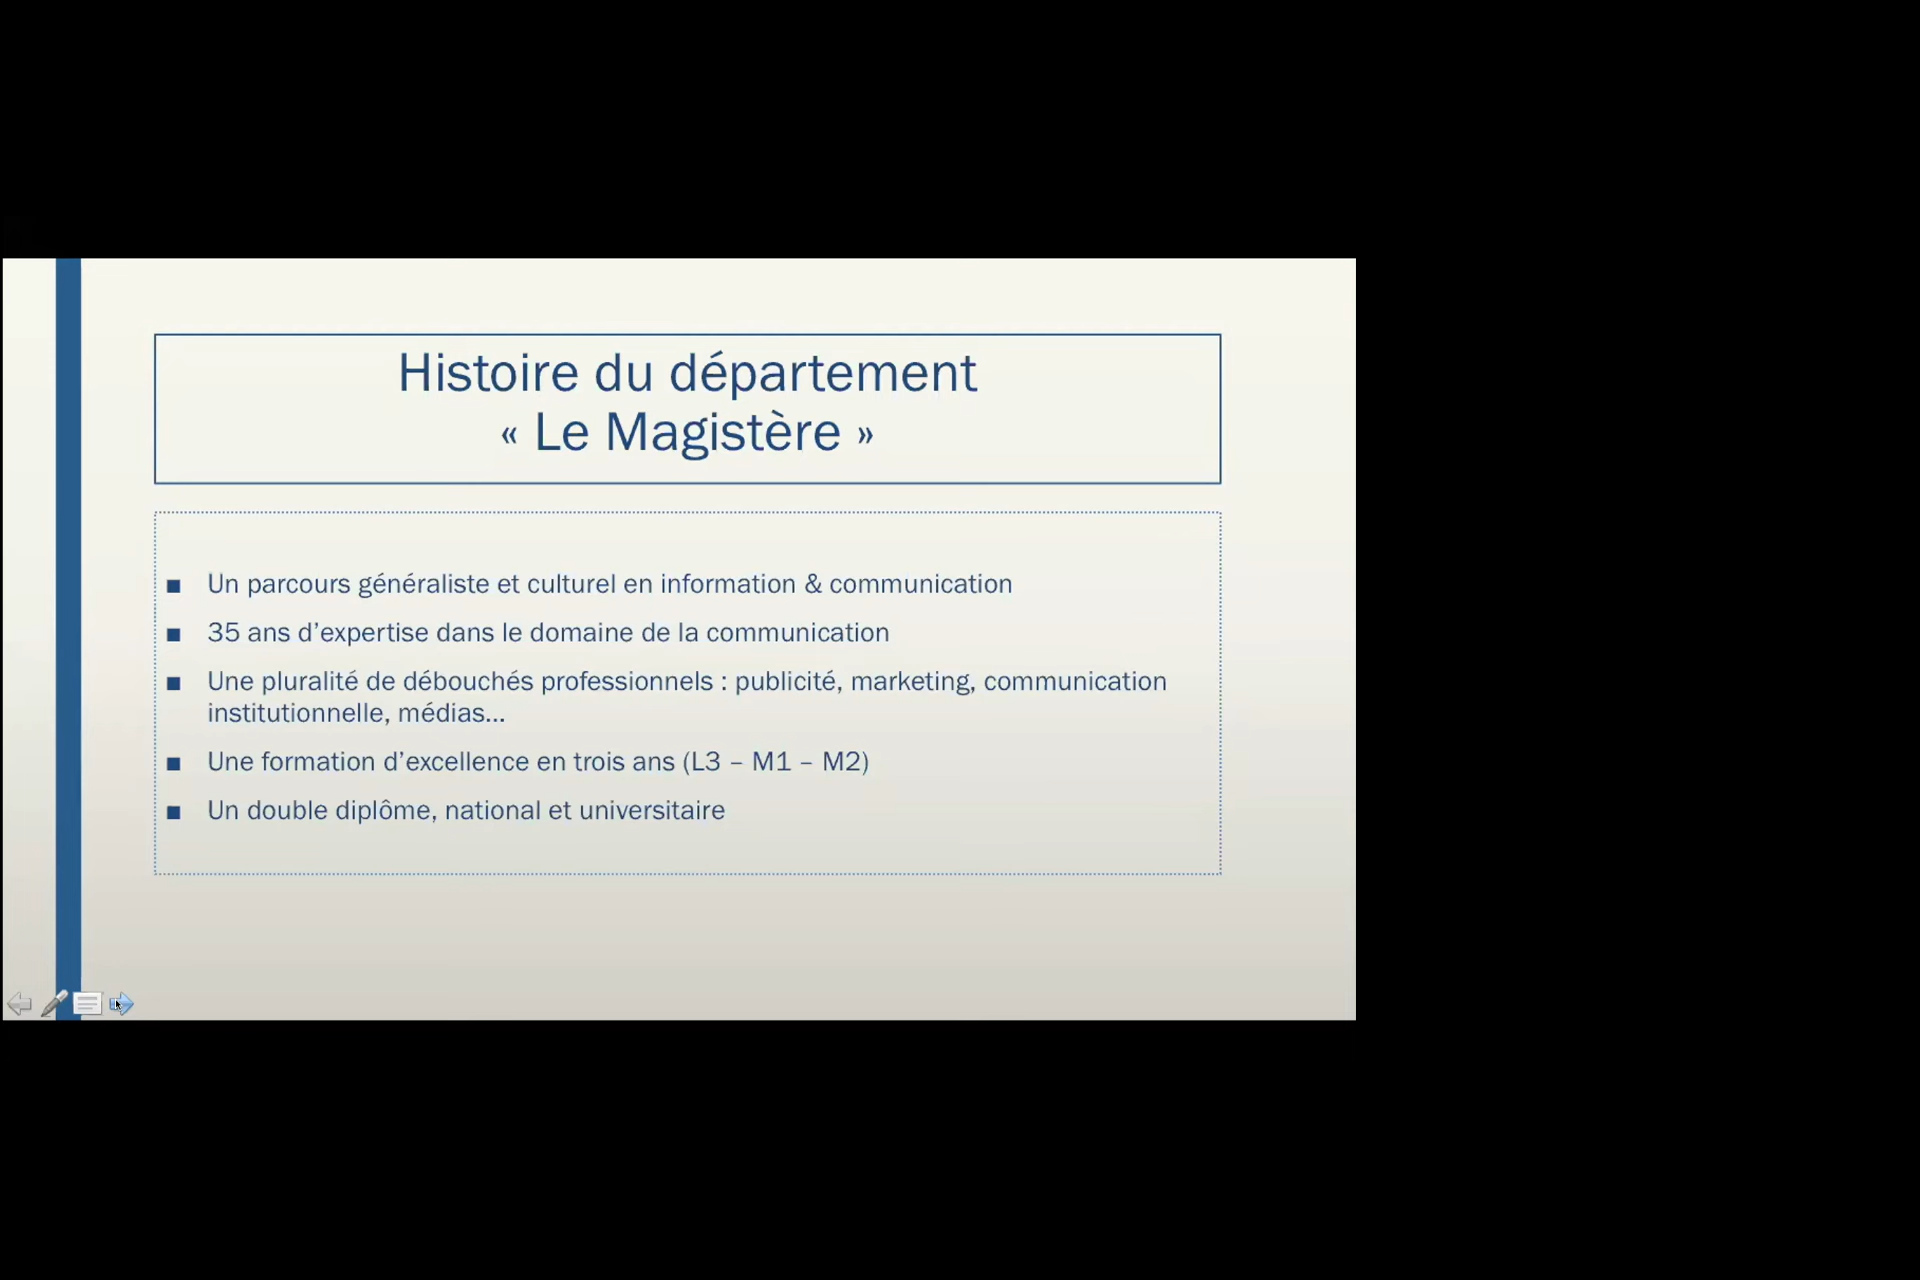 Histoire du département
« Le Magistère »
■ Un parcours généraliste et culturel en information & communication
■ 35 ans d’expertise dans le domaine de la communication
■ Une pluralité de débouchés professionnels : publicité, marketing, communication
institutionnelle, médias...
■ Une formation d’excellence en trois ans (L3 – M1 – M2)
■ Un double diplôme, national et universitaire